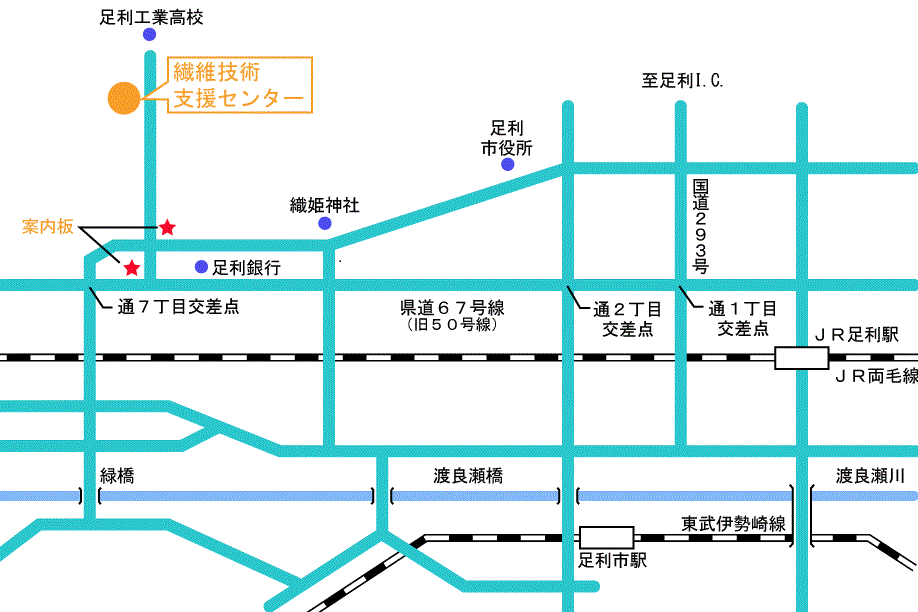 足利工業高校
繊維技術
支援センター
至足利I.C.
足利
市役所
国道２９３号
織姫神社
案内板
足利銀行
通７丁目交差点
県道６７号線
（旧５０号線）
通２丁目
交差点
通１丁目
交差点
ＪＲ足利駅
ＪＲ両毛線
緑橋
渡良瀬橋
渡良瀬川
東武伊勢崎線
足利市駅